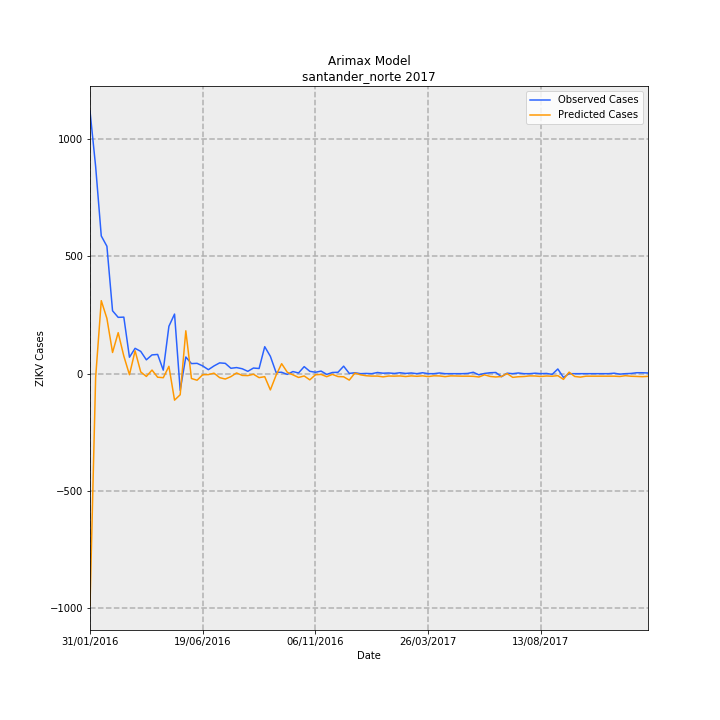 Arimax Model
santander_norte 2017
Observed Cases
Predicted Cases
1000
500
0
−500
−1000
ZIKV Cases
31/01/2016
19/06/2016
06/11/2016
26/03/2017
13/08/2017
Date